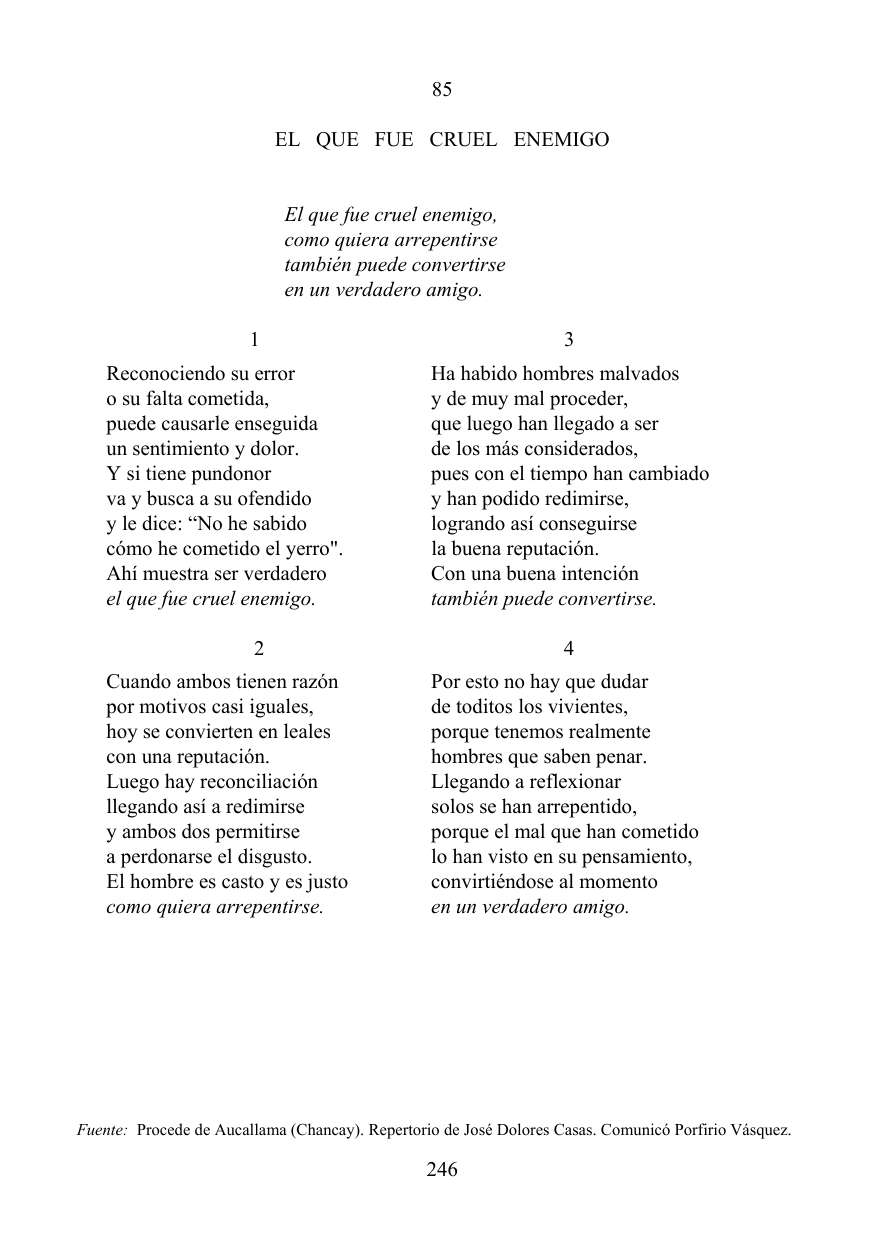 85
EL QUE FUE CRUEL ENEMIGO
El que fue cruel enemigo,
como quiera arrepentirse
también puede convertirse
en un verdadero amigo.
1
Reconociendo su error
o su falta cometida,
puede causarle enseguida
un sentimiento y dolor.
Y si tiene pundonor
va y busca a su ofendido
y le dice: “No he sabido
cómo he cometido el yerro".
Ahí muestra ser verdadero
el que fue cruel enemigo.
2
Cuando ambos tienen razón
por motivos casi iguales,
hoy se convierten en leales
con una reputación.
Luego hay reconciliación
llegando así a redimirse
y ambos dos permitirse
a perdonarse el disgusto.
El hombre es casto y es justo
como quiera arrepentirse.
3
Ha habido hombres malvados
y de muy mal proceder,
que luego han llegado a ser
de los más considerados,
pues con el tiempo han cambiado
y han podido redimirse,
logrando así conseguirse
la buena reputación.
Con una buena intención
también puede convertirse.
4
Por esto no hay que dudar
de toditos los vivientes,
porque tenemos realmente
hombres que saben penar.
Llegando a reflexionar
solos se han arrepentido,
porque el mal que han cometido
lo han visto en su pensamiento,
convirtiéndose al momento
en un verdadero amigo.
Fuente: Procede de Aucallama (Chancay). Repertorio de José Dolores Casas. Comunicó Porfirio Vásquez.
246